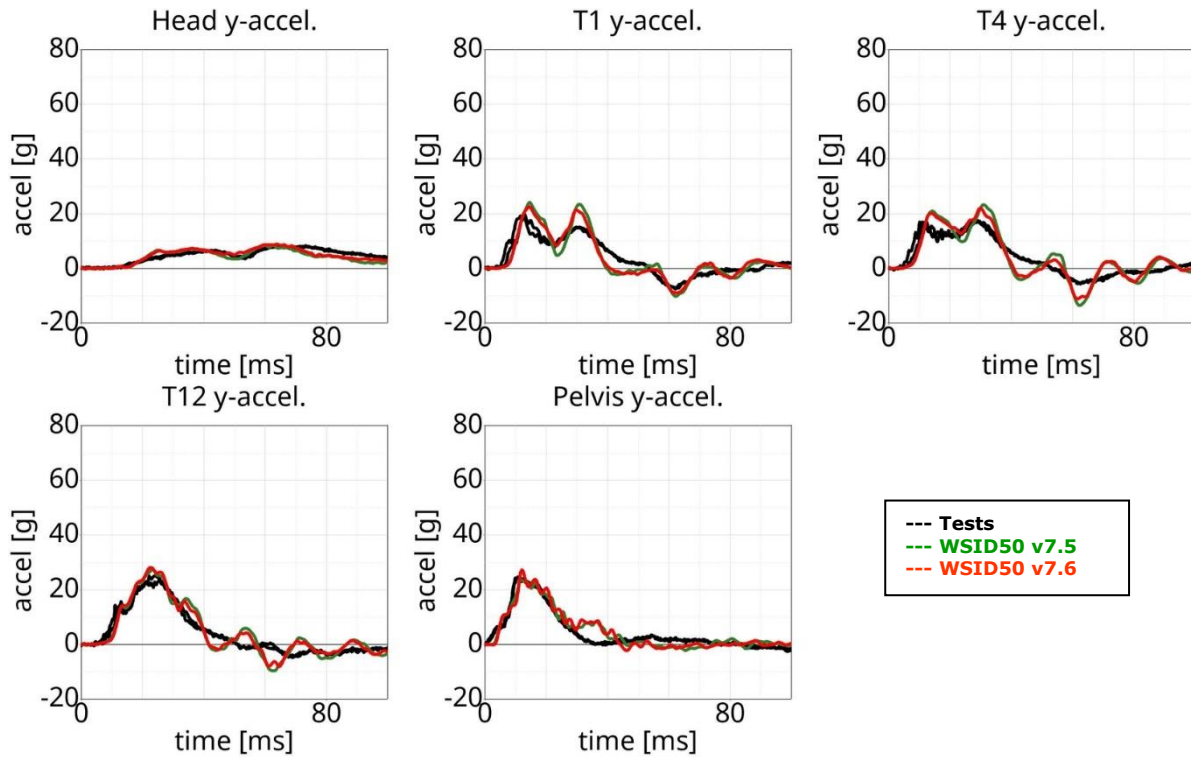 Head y-accel.
80
60
40
20
0
-20
accel [g]
0
80
time [ms]
T1 y-accel.
80
60
40
20
0
-20
accel [g]
0
80
time [ms]
T4 y-accel.
80
60
40
20
0
-20
accel [g]
0
80
time [ms]
T12 y-accel.
80
60
40
20
0
-20
accel [g]
0
80
time [ms]
Pelvis y-accel.
80
60
40
20
0
-20
accel [g]
0
80
time [ms]
--- Tests
--- WSID50 v7.5
--- WSID50 v7.6